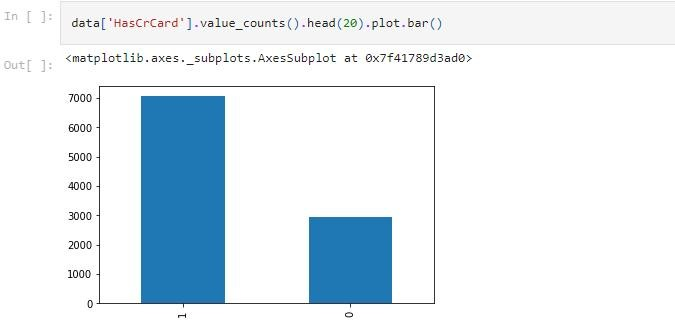 In [ ]:
data['HasCrCard'].value_counts().head(20).plot.bar()
Out[ ]:
<matplotlib.axes._subplots.AxesSubplot at 0x7f41789d3ad0>
7000
6000
5000
4000
3000
2000
1000
0
1
0